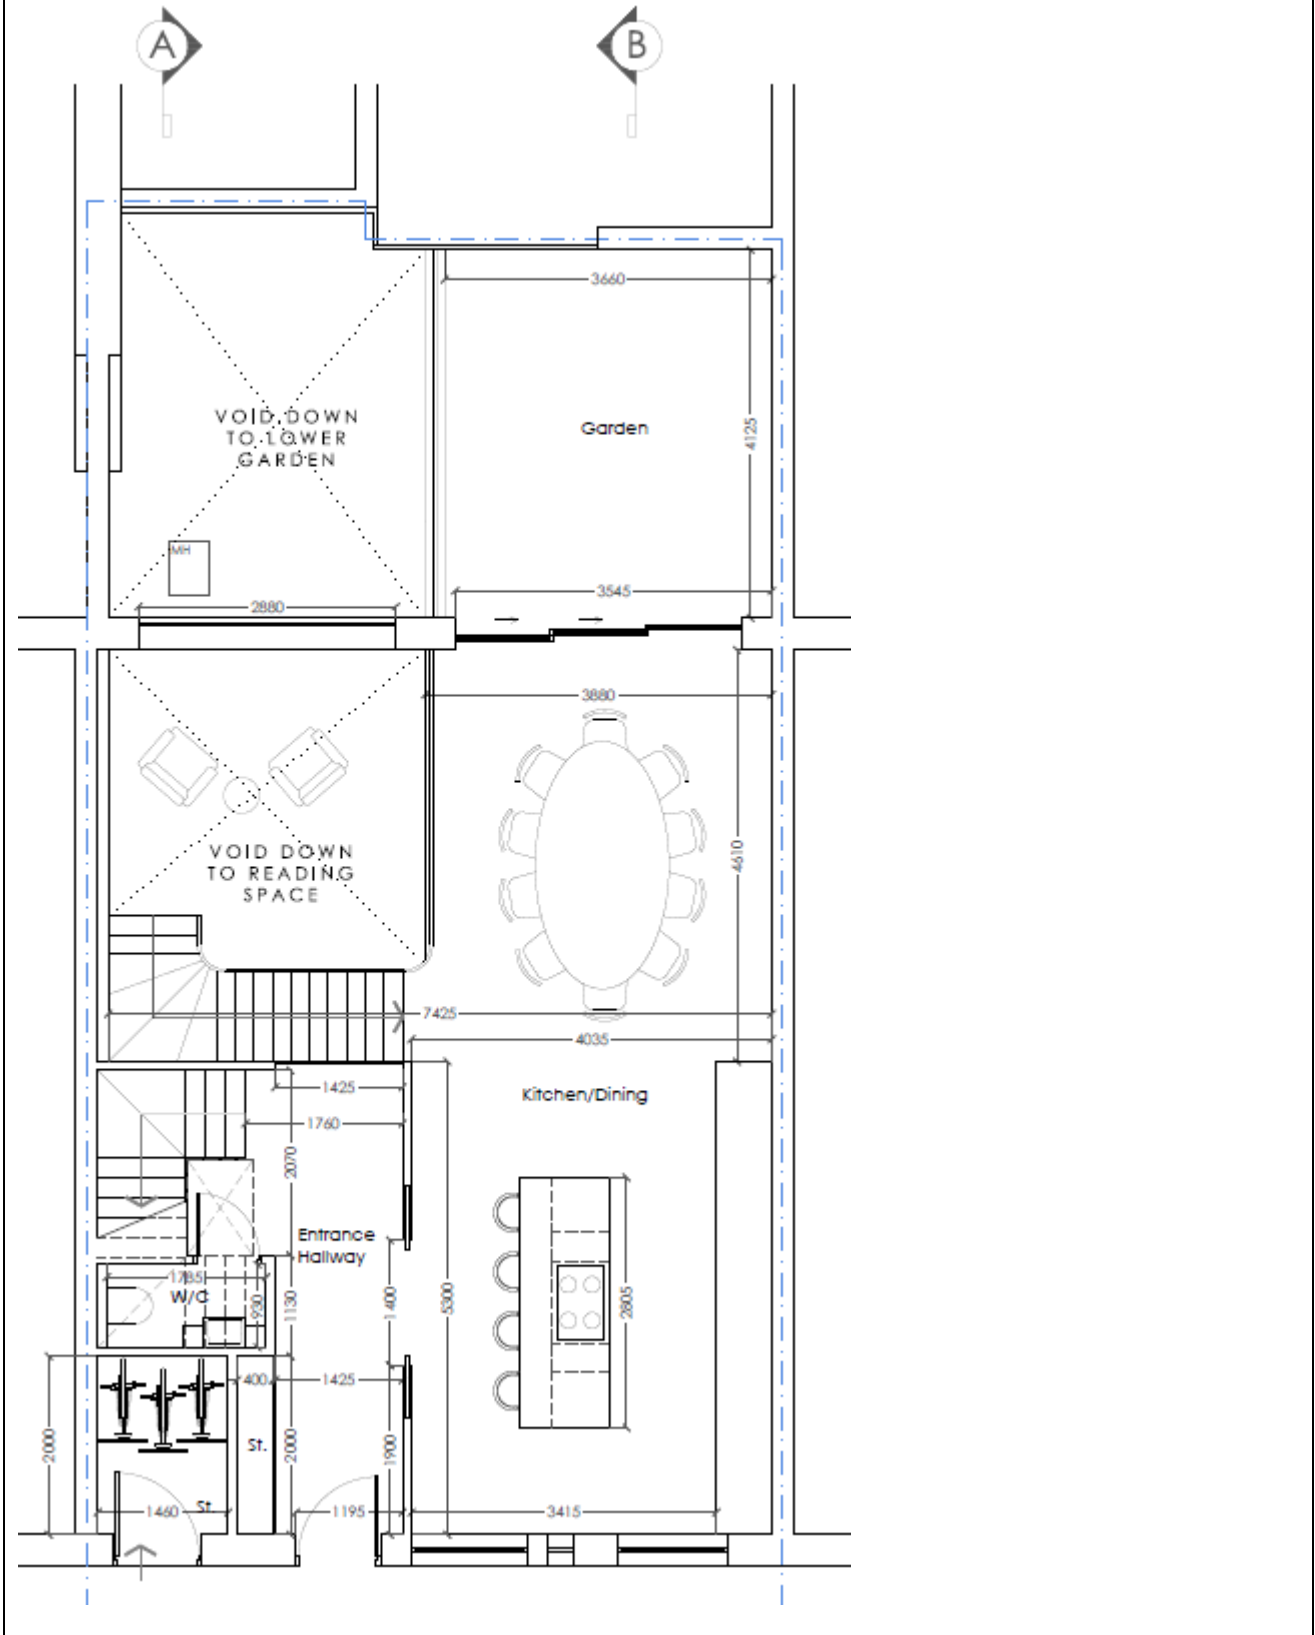 A
B
3660
VOID DOWN
TO LOWER
GARDEN
Garden
4125
MH
2880
3545
3880
VOID DOWN
TO READING
SPACE
4610
7425
4035
1425
Kitchen/Dining
1760
2070
Entrance
Hallway
1785
W/C
930
1130
1400
5300
2805
400
1425
2000
St.
2000
1900
1460
St.
1195
3415